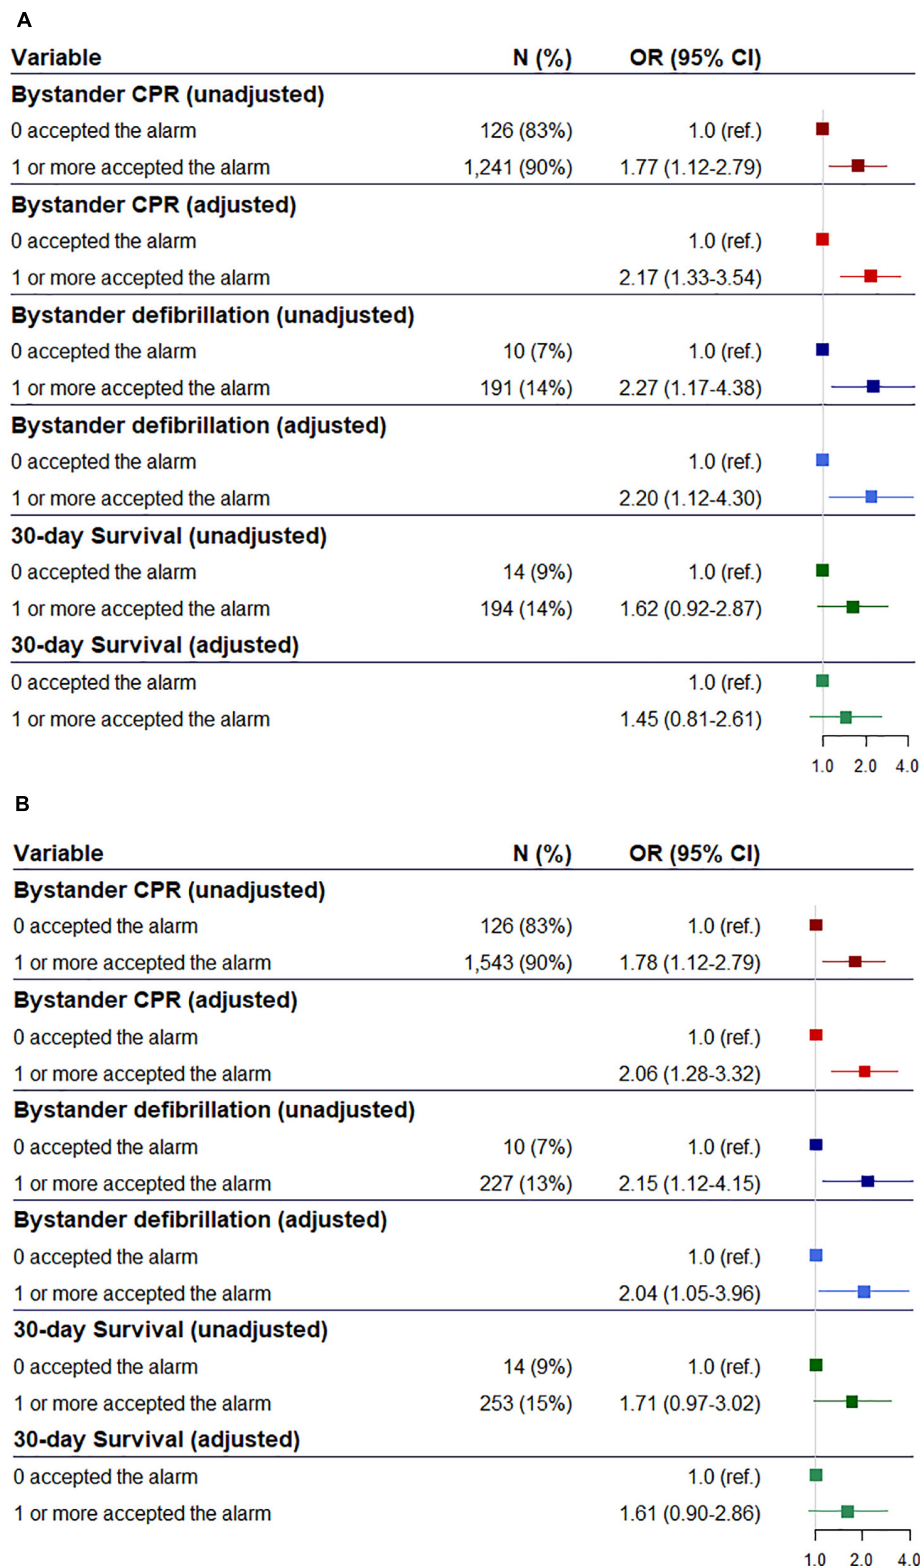 A
Variable N (%) OR (95% CI)
Bystander CPR (unadjusted)
0 accepted the alarm 126 (83%) 1.0 (ref.)
1 or more accepted the alarm 1,241 (90%) 1.77 (1.12-2.79)
Bystander CPR (adjusted)
0 accepted the alarm 1.0 (ref.)
1 or more accepted the alarm 2.17 (1.33-3.54)
Bystander defibrillation (unadjusted)
0 accepted the alarm 10 (7%) 1.0 (ref.)
1 or more accepted the alarm 191 (14%) 2.27 (1.17-4.38)
Bystander defibrillation (adjusted)
0 accepted the alarm 1.0 (ref.)
1 or more accepted the alarm 2.20 (1.12-4.30)
30-day Survival (unadjusted)
0 accepted the alarm 14 (9%) 1.0 (ref.)
1 or more accepted the alarm 194 (14%) 1.62 (0.92-2.87)
30-day Survival (adjusted)
0 accepted the alarm 1.0 (ref.)
1 or more accepted the alarm 1.45 (0.81-2.61)
1.0 2.0 4.0
B
Variable N (%) OR (95% CI)
Bystander CPR (unadjusted)
0 accepted the alarm 126 (83%) 1.0 (ref.)
1 or more accepted the alarm 1,543 (90%) 1.78 (1.12-2.79)
Bystander CPR (adjusted)
0 accepted the alarm 1.0 (ref.)
1 or more accepted the alarm 2.06 (1.28-3.32)
Bystander defibrillation (unadjusted)
0 accepted the alarm 10 (7%) 1.0 (ref.)
1 or more accepted the alarm 227 (13%) 2.15 (1.12-4.15)
Bystander defibrillation (adjusted)
0 accepted the alarm 1.0 (ref.)
1 or more accepted the alarm 2.04 (1.05-3.96)
30-day Survival (unadjusted)
0 accepted the alarm 14 (9%) 1.0 (ref.)
1 or more accepted the alarm 253 (15%) 1.71 (0.97-3.02)
30-day Survival (adjusted)
0 accepted the alarm 1.0 (ref.)
1 or more accepted the alarm 1.61 (0.90-2.86)
1.0 2.0 4.0